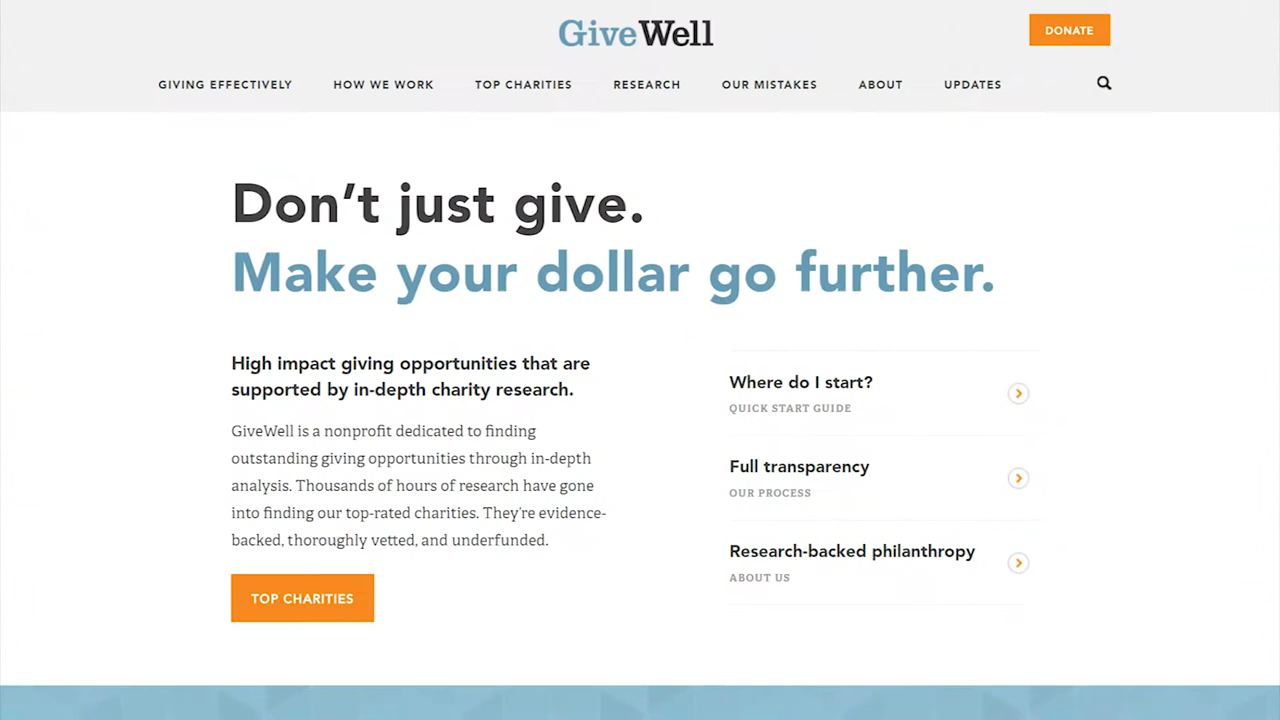 GiveWell
DONATE
GIVING EFFECTIVELY HOW WE WORK TOP CHARITIES RESEARCH OUR MISTAKES ABOUT UPDATES
Don’t just give.
Make your dollar go further.
High impact giving opportunities that are
supported by in-depth charity research.
GiveWell is a nonprofit dedicated to finding
outstanding giving opportunities through in-depth
analysis. Thousands of hours of research have gone
into finding our top-rated charities. They’re evidence-
backed, thoroughly vetted, and underfunded.
TOP CHARITIES
Where do I start?
QUICK START GUIDE
Full transparency
OUR PROCESS
Research-backed philanthropy
ABOUT US